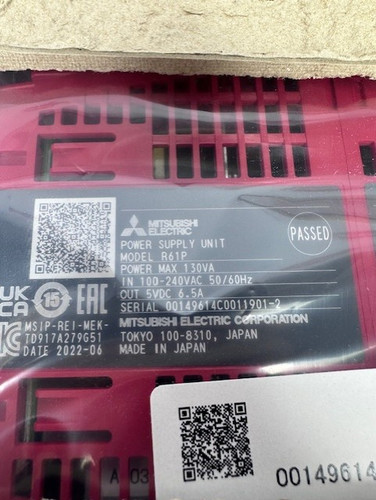 MITSUBISHI
ELECTRIC
POWER SUPPLY UNIT
MODEL R61P
PASSED
POWER MAX 130VA
IN 100-240VAC 50/60Hz
OUT 5VDC 6.5A
SERIAL 00149614C0011901-2
MITSUBISHI ELECTRIC CORPORATION
TOKYO 100-8310, JAPAN
MADE IN JAPAN
UK
CA
15
EAC
MSIP-REI-MEK-
TD917A279G51
DATE 2022-06
A 03
00149614